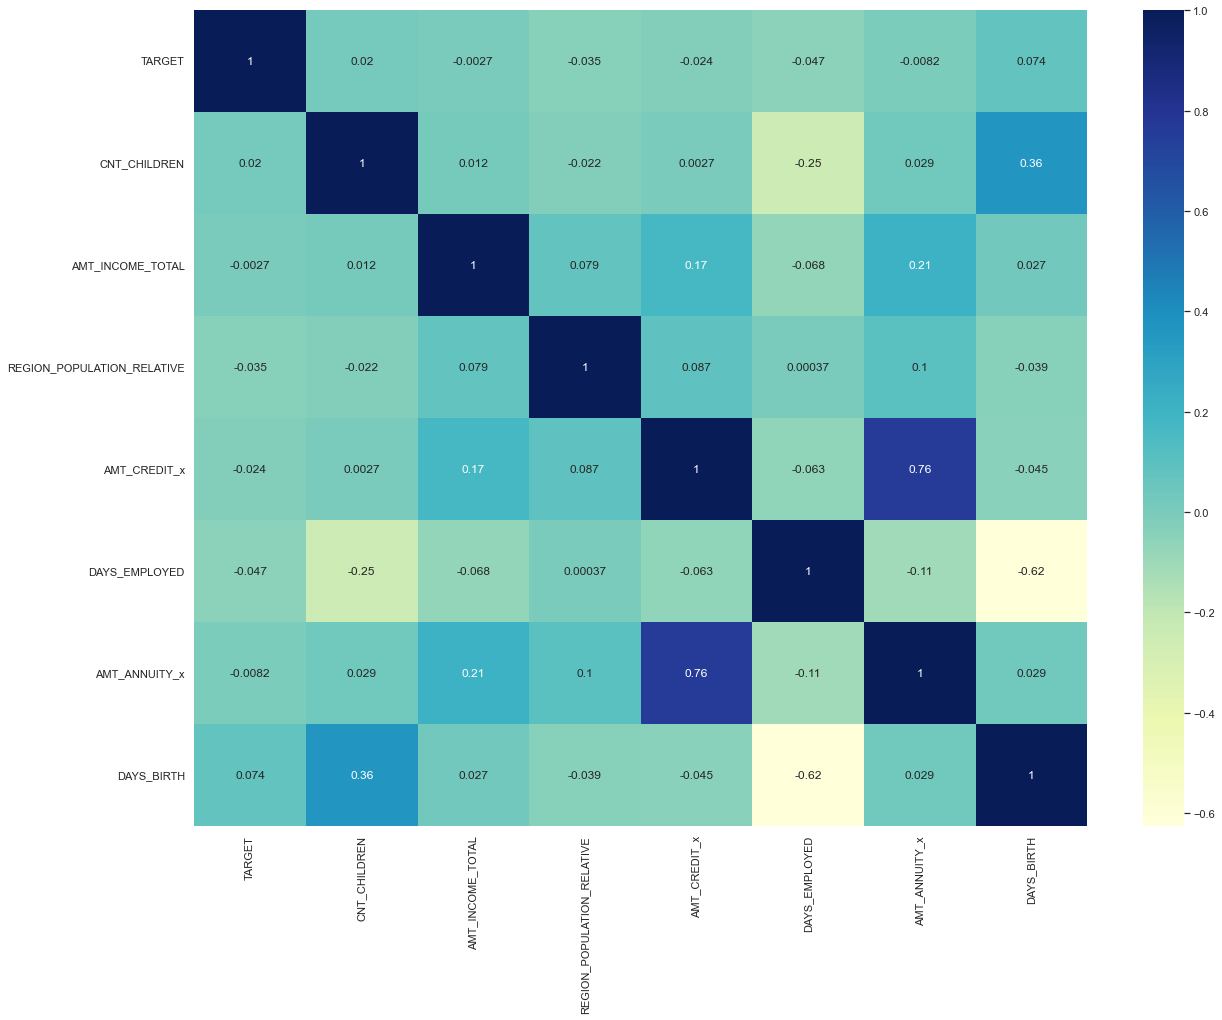 TARGET 1 0.02 -0.0027 -0.035 -0.024 -0.047 -0.0082 0.074
CNT_CHILDREN 0.02 1 0.012 -0.022 0.0027 -0.25 0.029 0.36
AMT_INCOME_TOTAL -0.0027 0.012 1 0.079 0.17 -0.068 0.21 0.027
REGION_POPULATION_RELATIVE -0.035 -0.022 0.079 1 0.087 0.00037 0.1 -0.039
AMT_CREDIT_x -0.024 0.0027 0.17 0.087 1 -0.063 0.76 -0.045
DAYS_EMPLOYED -0.047 -0.25 -0.068 0.00037 -0.063 1 -0.11 -0.62
AMT_ANNUITY_x -0.0082 0.029 0.21 0.1 0.76 -0.11 1 0.029
DAYS_BIRTH 0.074 0.36 0.027 -0.039 -0.045 -0.62 0.029 1
TARGET
CNT_CHILDREN
AMT_INCOME_TOTAL
REGION_POPULATION_RELATIVE
AMT_CREDIT_x
DAYS_EMPLOYED
AMT_ANNUITY_x
DAYS_BIRTH
1.0
0.8
0.6
0.4
0.2
0.0
−0.2
−0.4
−0.6